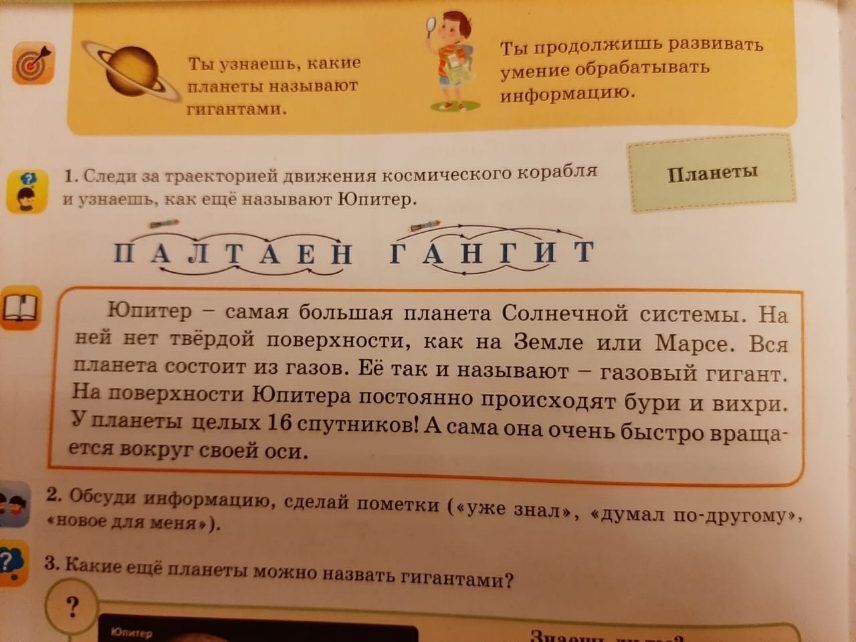 Ты узнаешь, какие
планеты называют
гигантами.
Ты продолжишь развивать
умение обрабатывать
информацию.
1. Следи за траекторией движения космического корабля
и узнаешь, как ещё называют Юпитер.
Планеты
П А Л Т А Е Н Г А Н Г И Т
Юпитер – самая большая планета Солнечной системы. На
ней нет твёрдой поверхности, как на Земле или Марсе. Вся
планета состоит из газов. Её так и называют – газовый гигант.
На поверхности Юпитера постоянно происходят бури и вихри.
У планеты целых 16 спутников! А сама она очень быстро враща-
ется вокруг своей оси.
2. Обсуди информацию, сделай пометки («уже знал», «думал по-другому»,
«новое для меня»).
3. Какие ещё планеты можно назвать гигантами?
?
Юпитер
Знаешь ли ты?